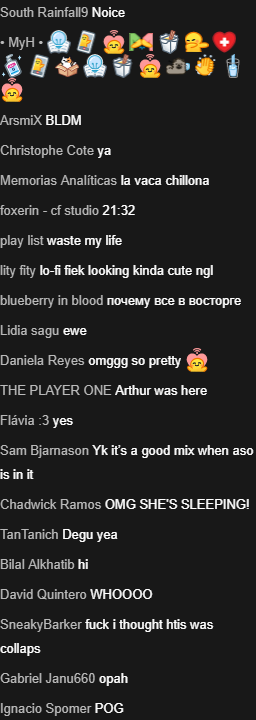 South Rainfall9 Noice
• MyH •
ArsmiX BLDM
Christophe Cote ya
Memorias Analíticas la vaca chillona
foxerin - cf studio 21:32
play list waste my life
lity fity lo-fi fiek looking kinda cute ngl
blueberry in blood почему все в восторге
Lidia sagu ewe
Daniela Reyes omggg so pretty
THE PLAYER ONE Arthur was here
Flávia :3 yes
Sam Bjarnason Yk it's a good mix when aso
is in it
Chadwick Ramos OMG SHE'S SLEEPING!
TanTanich Degu yea
Bilal Alkhatib hi
David Quintero WHOOOO
SneakyBarker fuck i thought htis was
collaps
Gabriel Janu660 opah
Ignacio Spomer POG